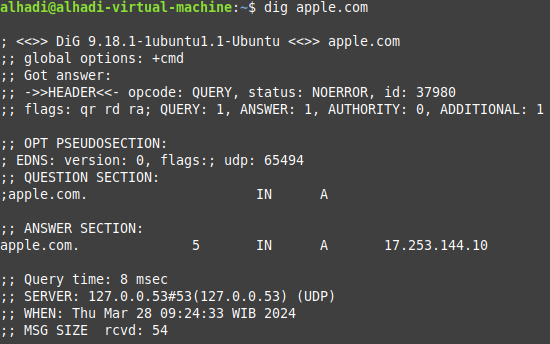 alhadi@alhadi-virtual-machine:~$ dig apple.com
; <<>> DiG 9.18.1-1ubuntu1.1-Ubuntu <<>> apple.com
;; global options: +cmd
;; Got answer:
;; ->>HEADER<<- opcode: QUERY, status: NOERROR, id: 37980
;; flags: qr rd ra; QUERY: 1, ANSWER: 1, AUTHORITY: 0, ADDITIONAL: 1
;; OPT PSEUDOSECTION:
; EDNS: version: 0, flags:; udp: 65494
;; QUESTION SECTION:
;apple.com. IN A
;; ANSWER SECTION:
apple.com. 5 IN A 17.253.144.10
;; Query time: 8 msec
;; SERVER: 127.0.0.53#53(127.0.0.53) (UDP)
;; WHEN: Thu Mar 28 09:24:33 WIB 2024
;; MSG SIZE rcvd: 54